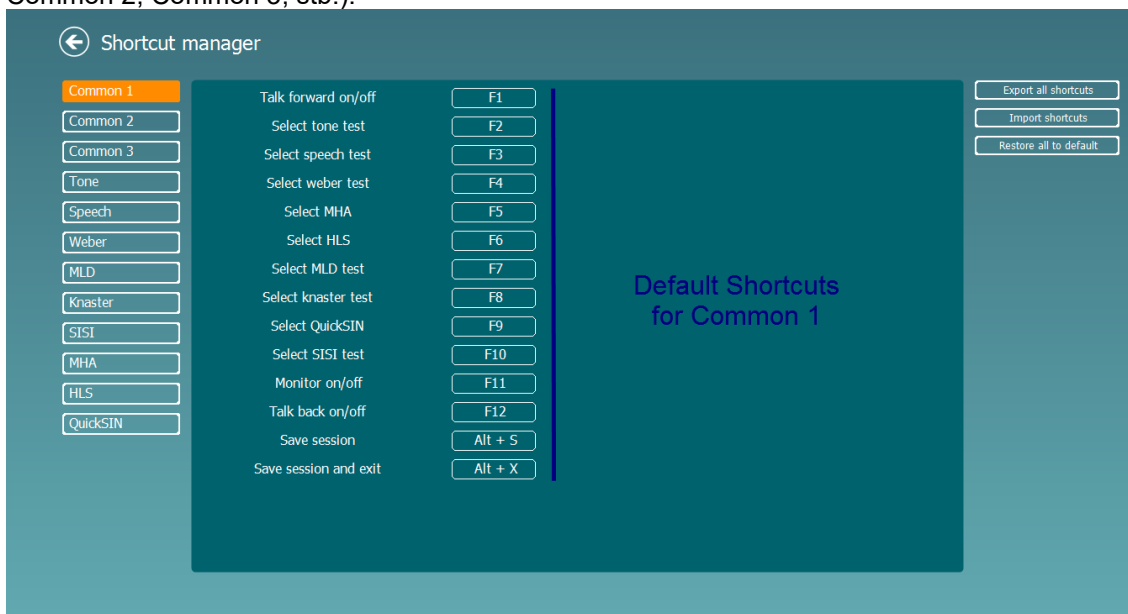 Common 2, Common 3, stb.).
Shortcut manager
Common 1
Common 2
Common 3
Tone
Speech
Weber
MLD
Knaster
SISI
MHA
HLS
QuickSIN
Talk forward on/off F1
Select tone test F2
Select speech test F3
Select weber test F4
Select MHA F5
Select HLS F6
Select MLD test F7
Select knaster test F8
Select QuickSIN F9
Select SISI test F10
Monitor on/off F11
Talk back on/off F12
Save session Alt + S
Save session and exit Alt + X
Default Shortcuts
for Common 1
Export all shortcuts
Import shortcuts
Restore all to default